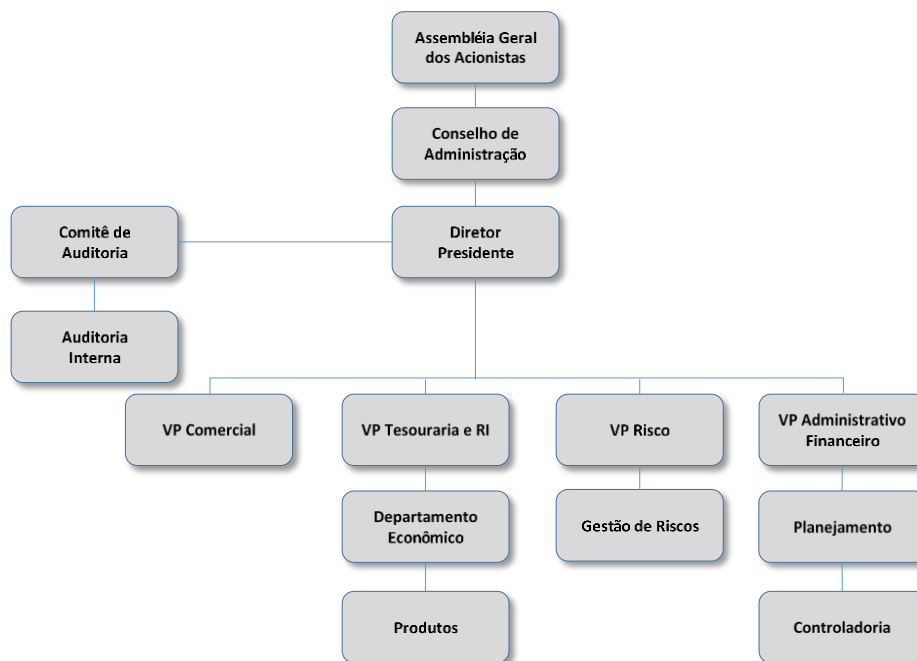 Assembléia Geral
dos Acionistas
Conselho de
Administração
Comitê de
Auditoria
Diretor
Presidente
Auditoria
Interna
VP Comercial
VP Tesouraria e RI
VP Risco
VP Administrativo
Financeiro
Departamento
Econômico
Gestão de Riscos
Planejamento
Produtos
Controladoria